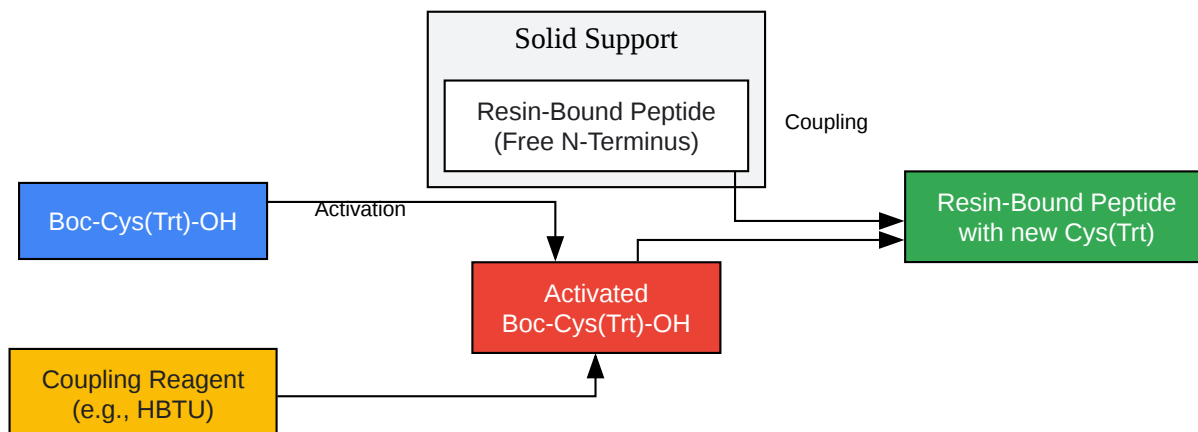 Solid Support
Resin-Bound Peptide
(Free N-Terminus)
Coupling
Boc-Cys(Trt)-OH
Activation
Resin-Bound Peptide
with new Cys(Trt)
Activated
Boc-Cys(Trt)-OH
Coupling Reagent
(e.g., HBTU)